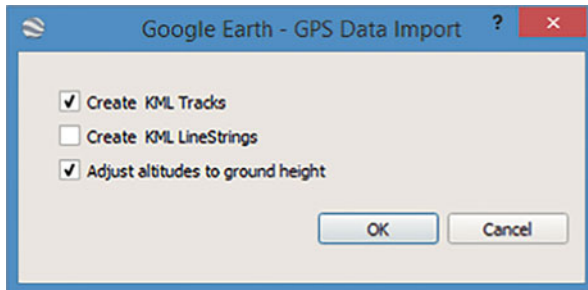 Google Earth - GPS Data Import ?
Create KML Tracks
Create KML LineStrings
Adjust altitudes to ground height
OK Cancel